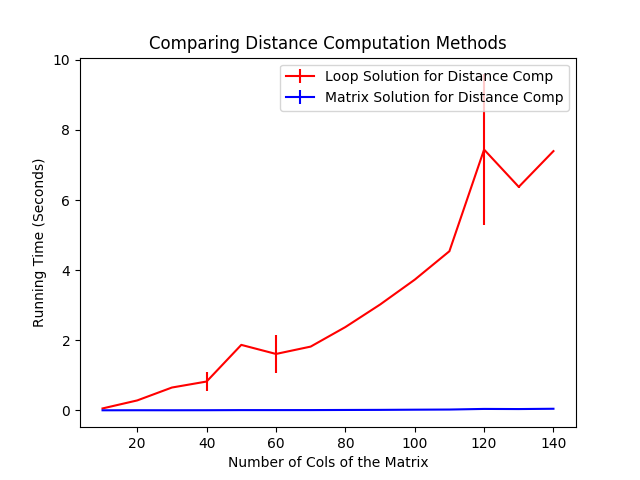 Comparing Distance Computation Methods
Loop Solution for Distance Comp
Matrix Solution for Distance Comp
Running Time (Seconds)
10
8
6
4
2
0
20 40 60 80 100 120 140
Number of Cols of the Matrix